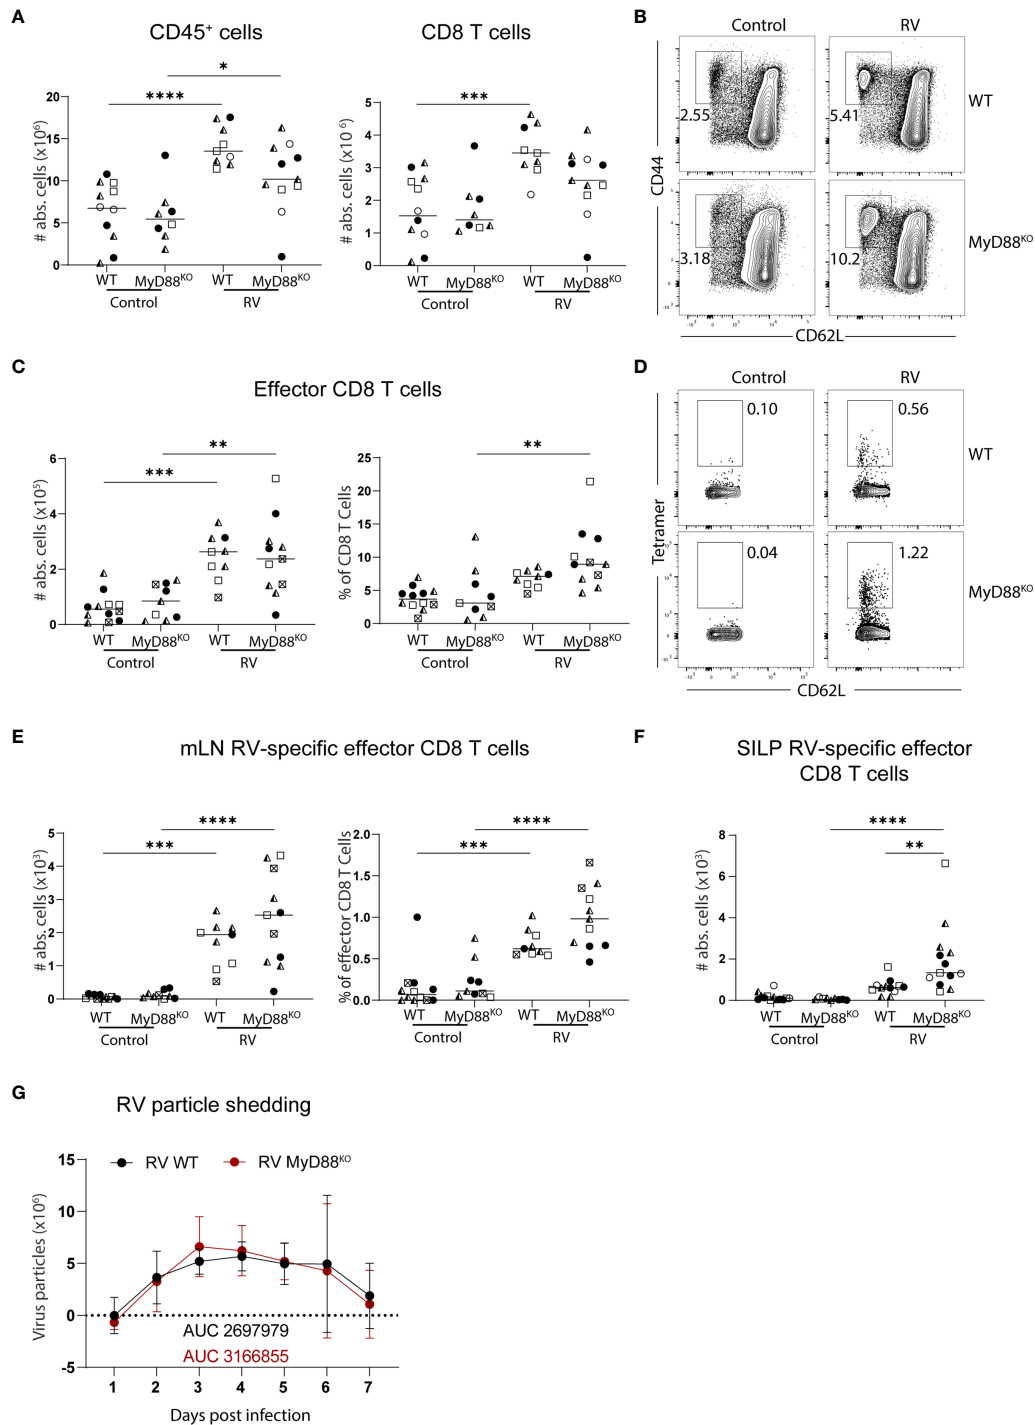 A
CD45+ cells
CD8 T cells
*
****
***
# abs. cells (x10⁶)
20
15
10
5
0
WT MyD88KO WT MyD88KO
Control RV
# abs. cells (x10 ⁶)
5
4
3
2
1
0
WT MyD88KO WT MyD88KO
Control RV
B
Control RV
2.55
5.41
WT
CD44
3.18
10.2
MyD88KO
CD62L
C
Effector CD8 T cells
**
***
**
# abs. cells (x10⁵)
6
4
2
0
WT MyD88KO WT MyD88KO
Control RV
% of CD8 T Cells
25
20
15
10
5
0
WT MyD88KO WT MyD88KO
Control RV
D
Control RV
0.10
0.56
WT
Tetramer
0.04
1.22
MyD88KO
CD62L
E
mLN RV-specific effector CD8 T cells
****
***
****
***
# abs. cells (x10³)
5
4
3
2
1
0
WT MyD88KO WT MyD88KO
Control RV
% of effector CD8 T Cells
2.0
1.5
1.0
0.5
0.0
WT MyD88KO WT MyD88KO
Control RV
F
SILP RV-specific effector
CD8 T cells
****
**
# abs. cells (x10³)
8
6
4
2
0
WT MyD88KO WT MyD88KO
Control RV
G
RV particle shedding
RV WT RV MyD88KO
Virus particles (x10⁶)
15
10
5
0
-5
AUC 2697979
AUC 3166855
1 2 3 4 5 6 7
Days post infection